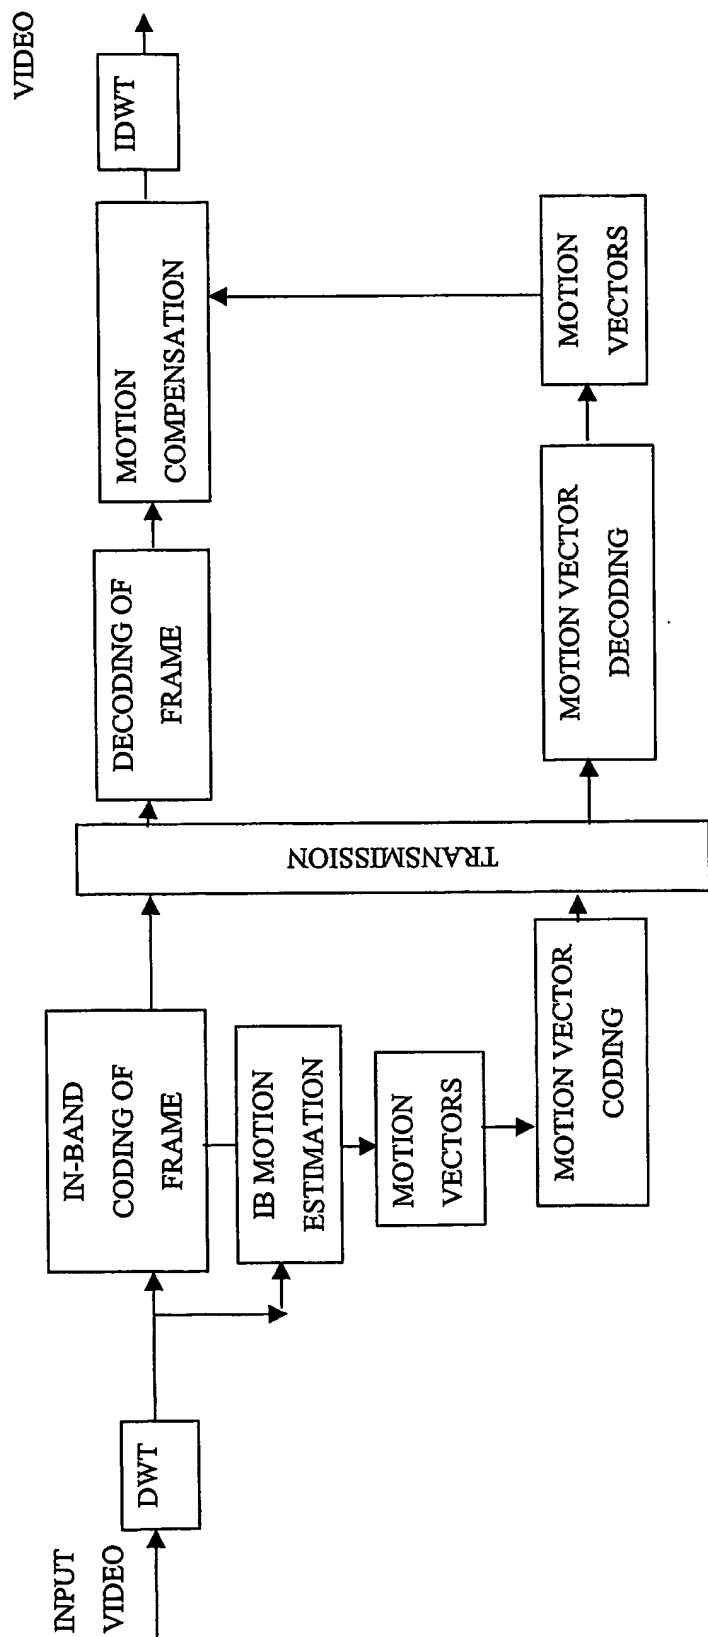 INPUT
VIDEO
DWT
IN-BAND
CODING OF
FRAME
IB MOTION
ESTIMATION
MOTION
VECTORS
MOTION VECTOR
CODING
TRANSMISSION
DECODING OF
FRAME
MOTION
COMPENSATION
IDWT
VIDEO
MOTION VECTOR
DECODING
MOTION
VECTORS